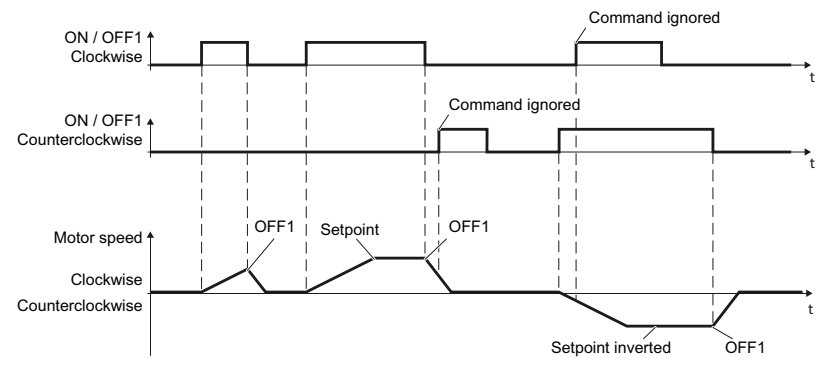 Command ignored
ON / OFF1
Clockwise
t
Command ignored
ON / OFF1
Counterclockwise
t
OFF1
Setpoint
OFF1
Motor speed
Clockwise
Counterclockwise
t
Setpoint inverted
OFF1